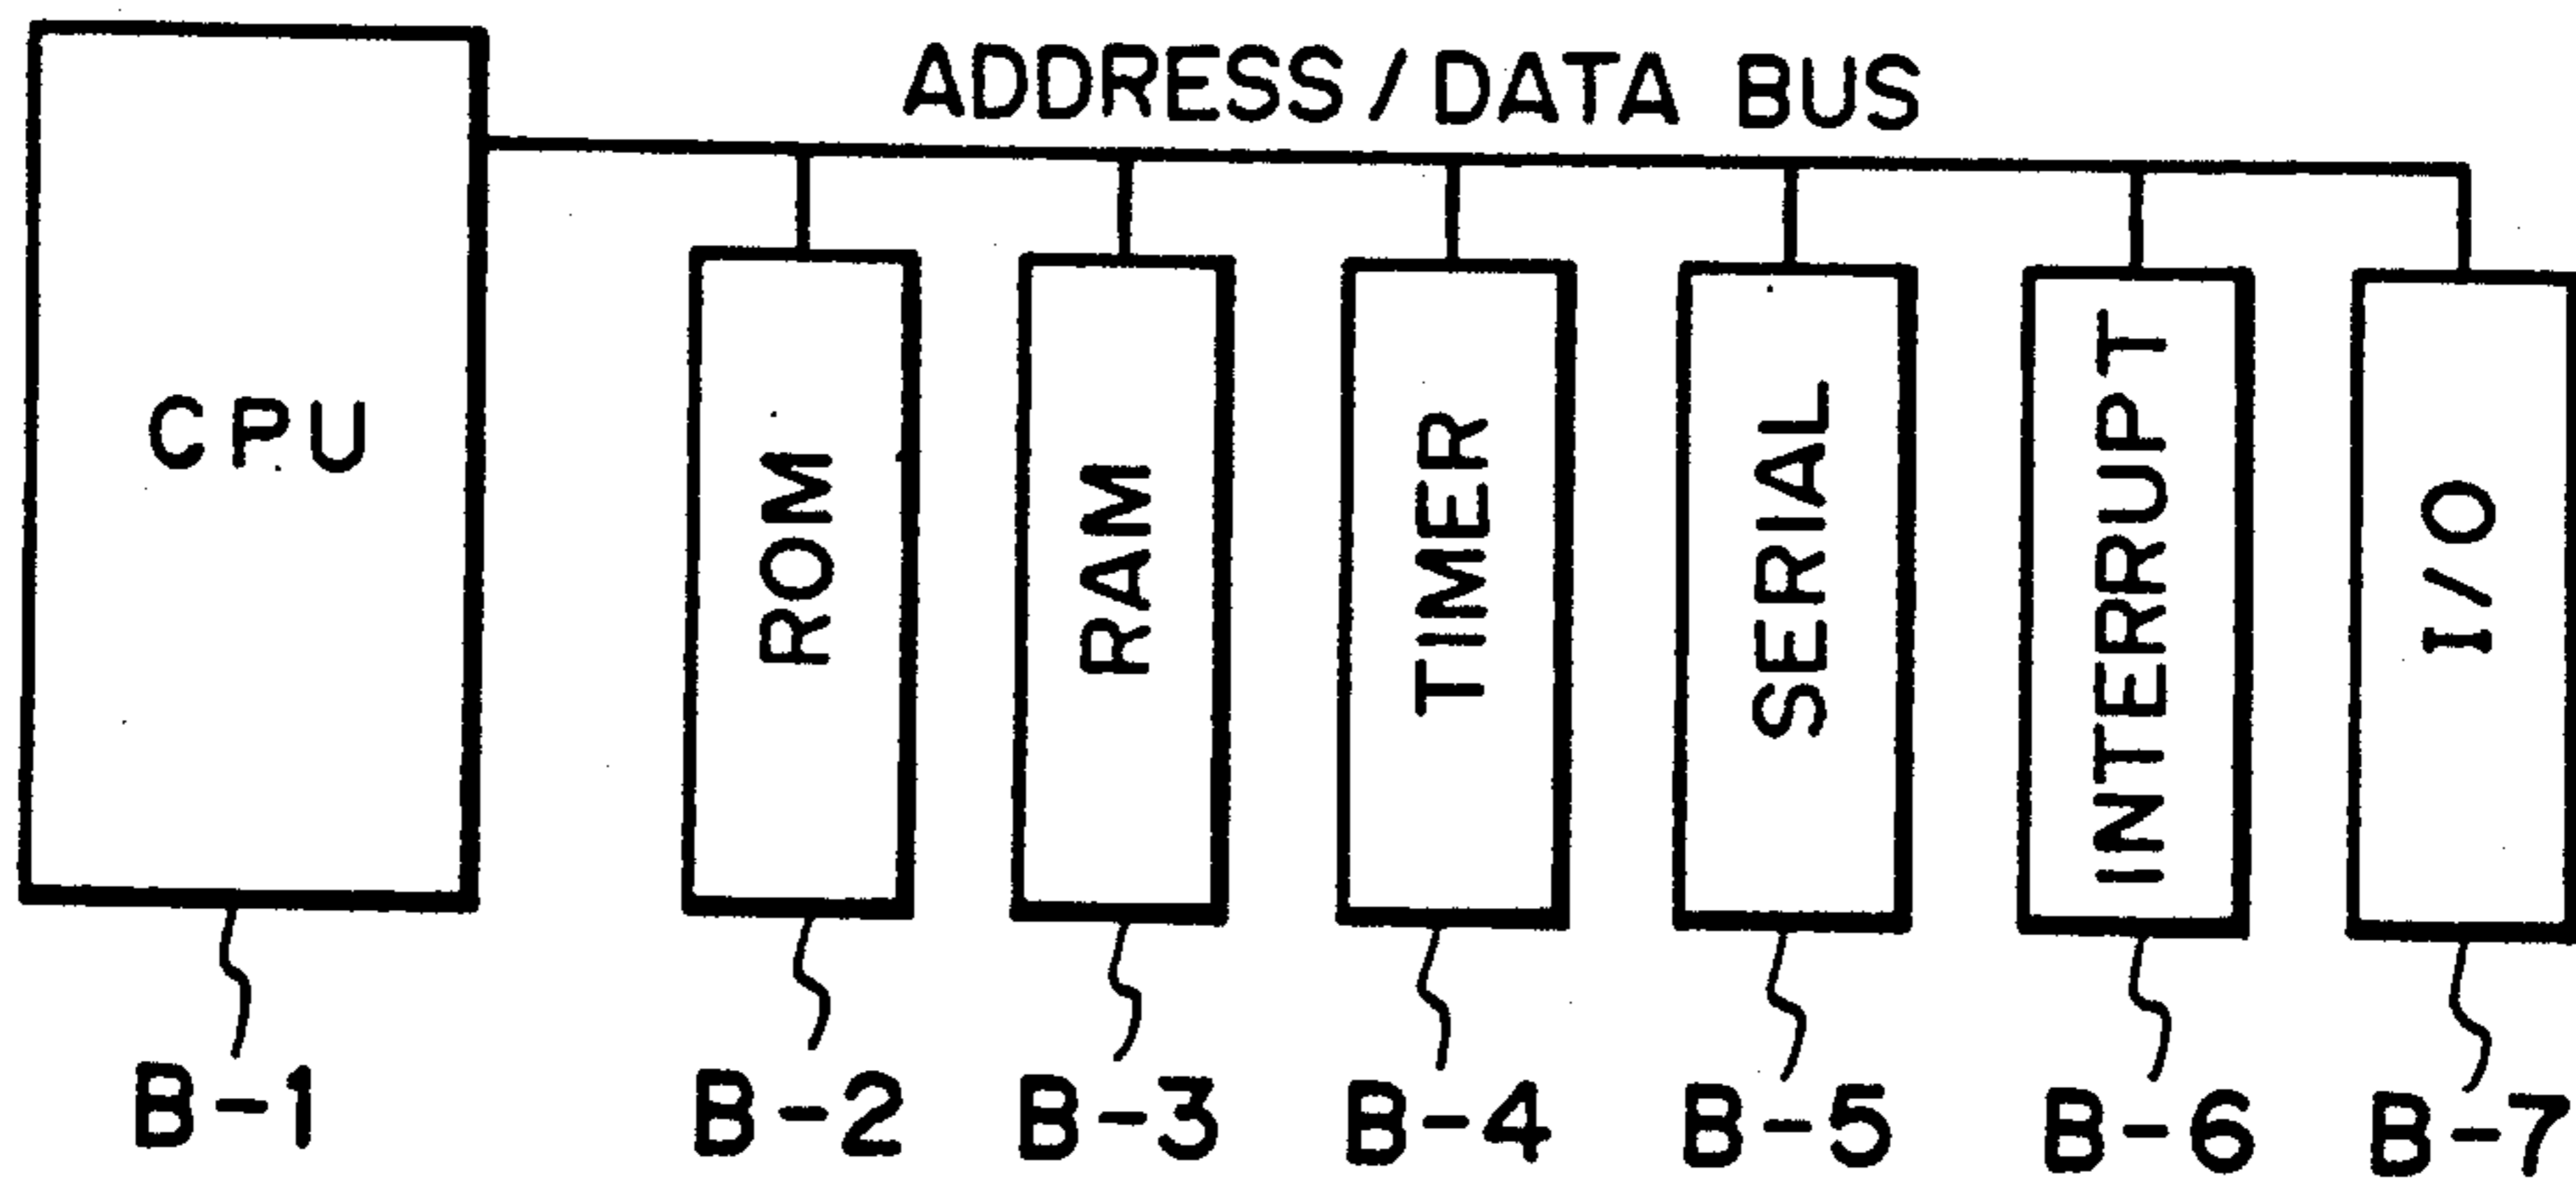 ADDRESS / DATA BUS
CPU
ROM
RAM
TIMER
SERIAL
INTERRUPT
I/O
B-1
B-2
B-3
B-4
B-5
B-6
B-7